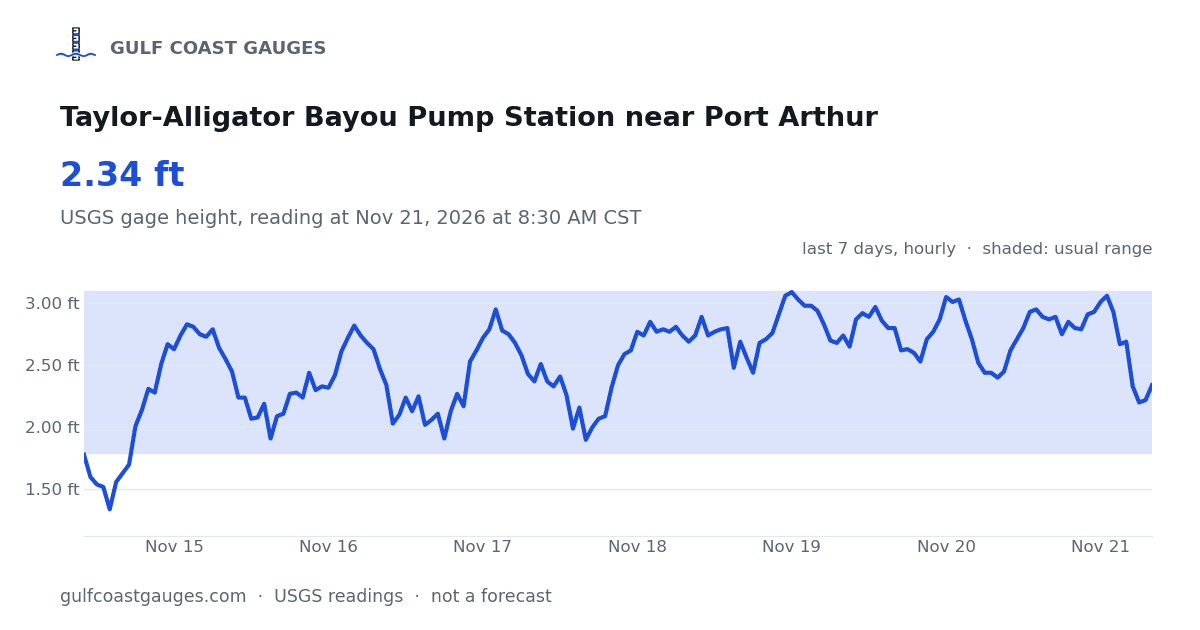 GULF COAST GAUGES
Taylor-Alligator Bayou Pump Station near Port Arthur
2.34 ft
USGS gage height, reading at Nov 21, 2026 at 8:30 AM CST
last 7 days, hourly · shaded: usual range
3.00 ft
2.50 ft
2.00 ft
1.50 ft
Nov 15 Nov 16 Nov 17 Nov 18 Nov 19 Nov 20 Nov 21
gulfcoastgauges.com · USGS readings · not a forecast